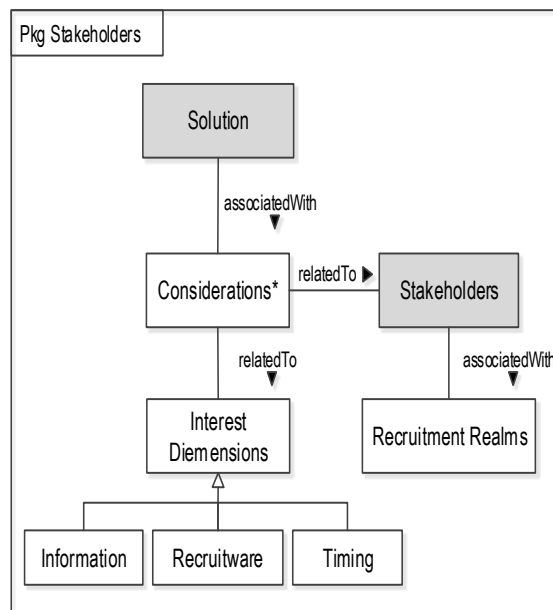 Pkg Stakeholders
Solution
associatedWith
Considerations*
relatedTo
Stakeholders
relatedTo
associatedWith
Interest
Diemensions
Recruitment Realms
Information
Recruitware
Timing